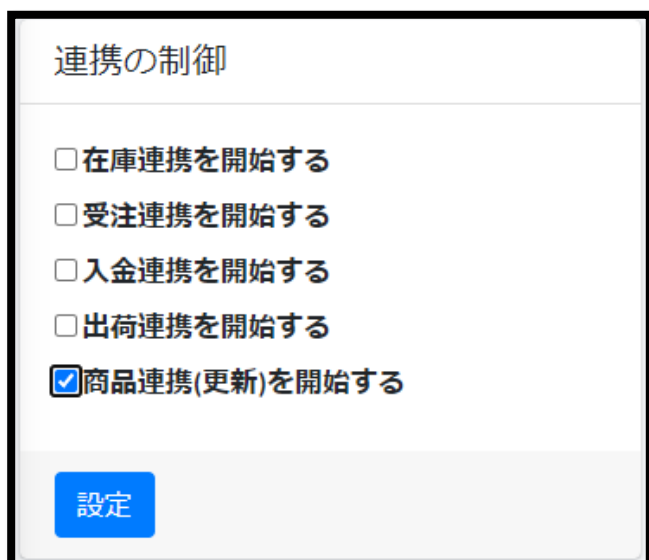 連携の制御
在庫連携を開始する
受注連携を開始する
入金連携を開始する
出荷連携を開始する
商品連携(更新)を開始する
設定